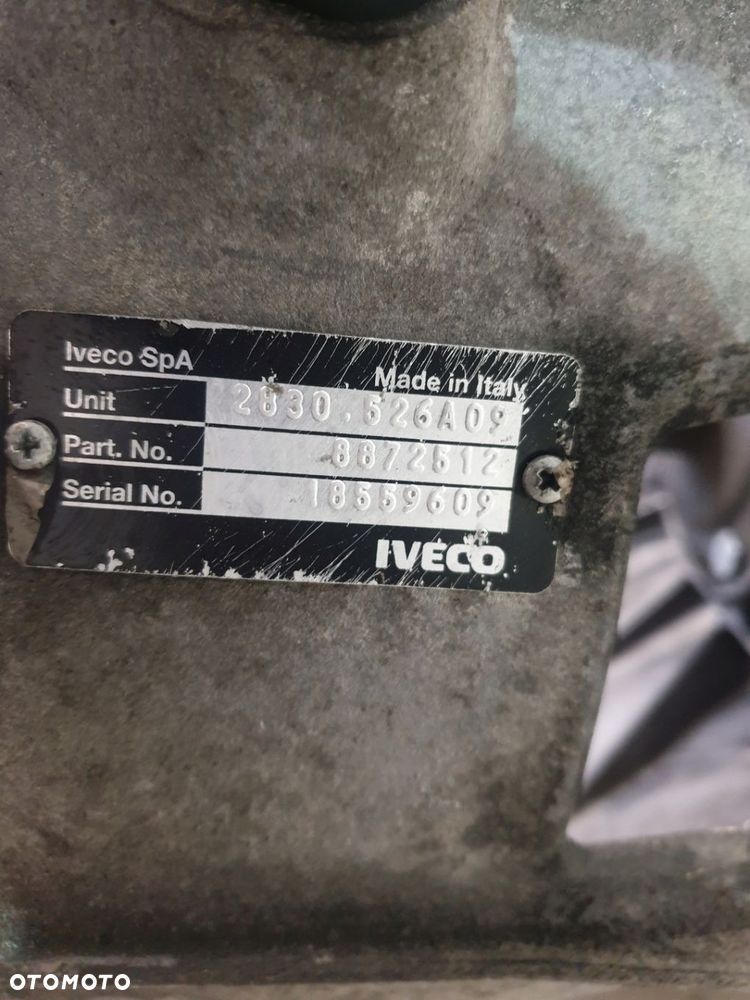 Iveco SpA
Made in Italy
Unit 2830.526A09
Part. No. 8872512
Serial No. 18559609
IVECO
OTOMOTO